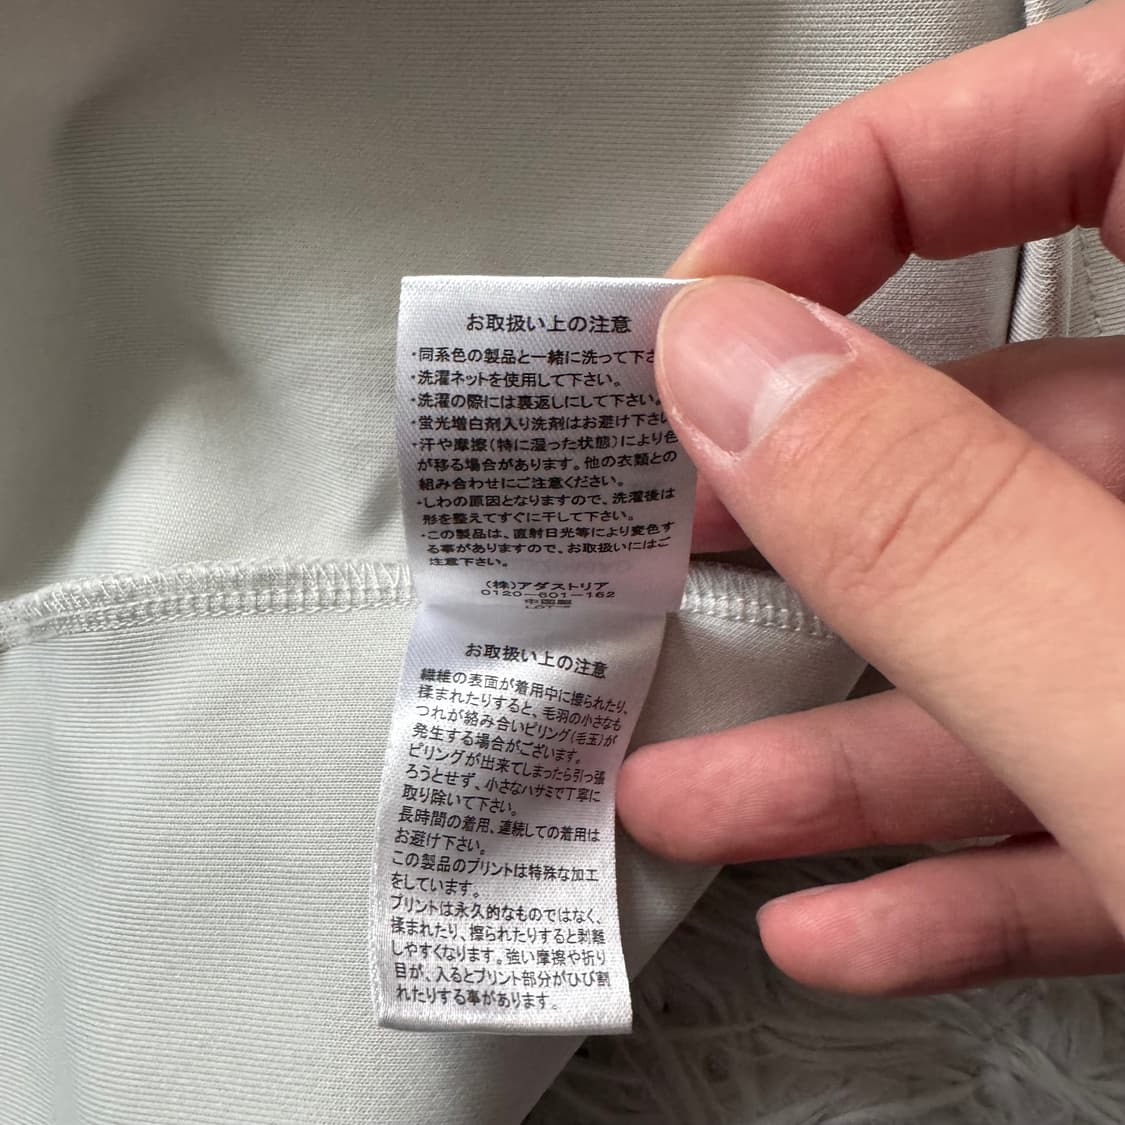 お取扱い上の注意
・同系色の製品と一緒に洗って下さ
・洗濯ネットを使用して下さい。
・洗濯の際には裏返しにして下さい。
・蛍光増白剤入り洗剤はお避け下さい
・汗や摩擦（特に湿った状態）により色
が移る場合があります。他の衣類との
組み合わせにご注意ください。
・しわの原因となりますので、洗濯後は
形を整えてすぐに干して下さい。
・この製品は、直射日光等により変色す
る事がありますので、お取扱いにはご
注意下さい。
（株）アダストリア
0120-601-162
中国製
お取扱い上の注意
繊維の表面が着用中に擦られたり、
揉まれたりすると、毛羽の小さなも
つれが絡み合いピリング（毛玉）が
発生する場合がございます。
ピリングが出来てしまったら引っ張
ろうとせず、小さなハサミで丁寧に
取り除いて下さい。
長時間の着用、連続しての着用は
お避け下さい。
この製品のプリントは特殊な加工
をしています。
プリントは永久的なものではなく、
揉まれたり、擦られたりすると剥離
しやすくなります。強い摩擦や折り
目が、入るとプリント部分がひび割
れたりする事があります。